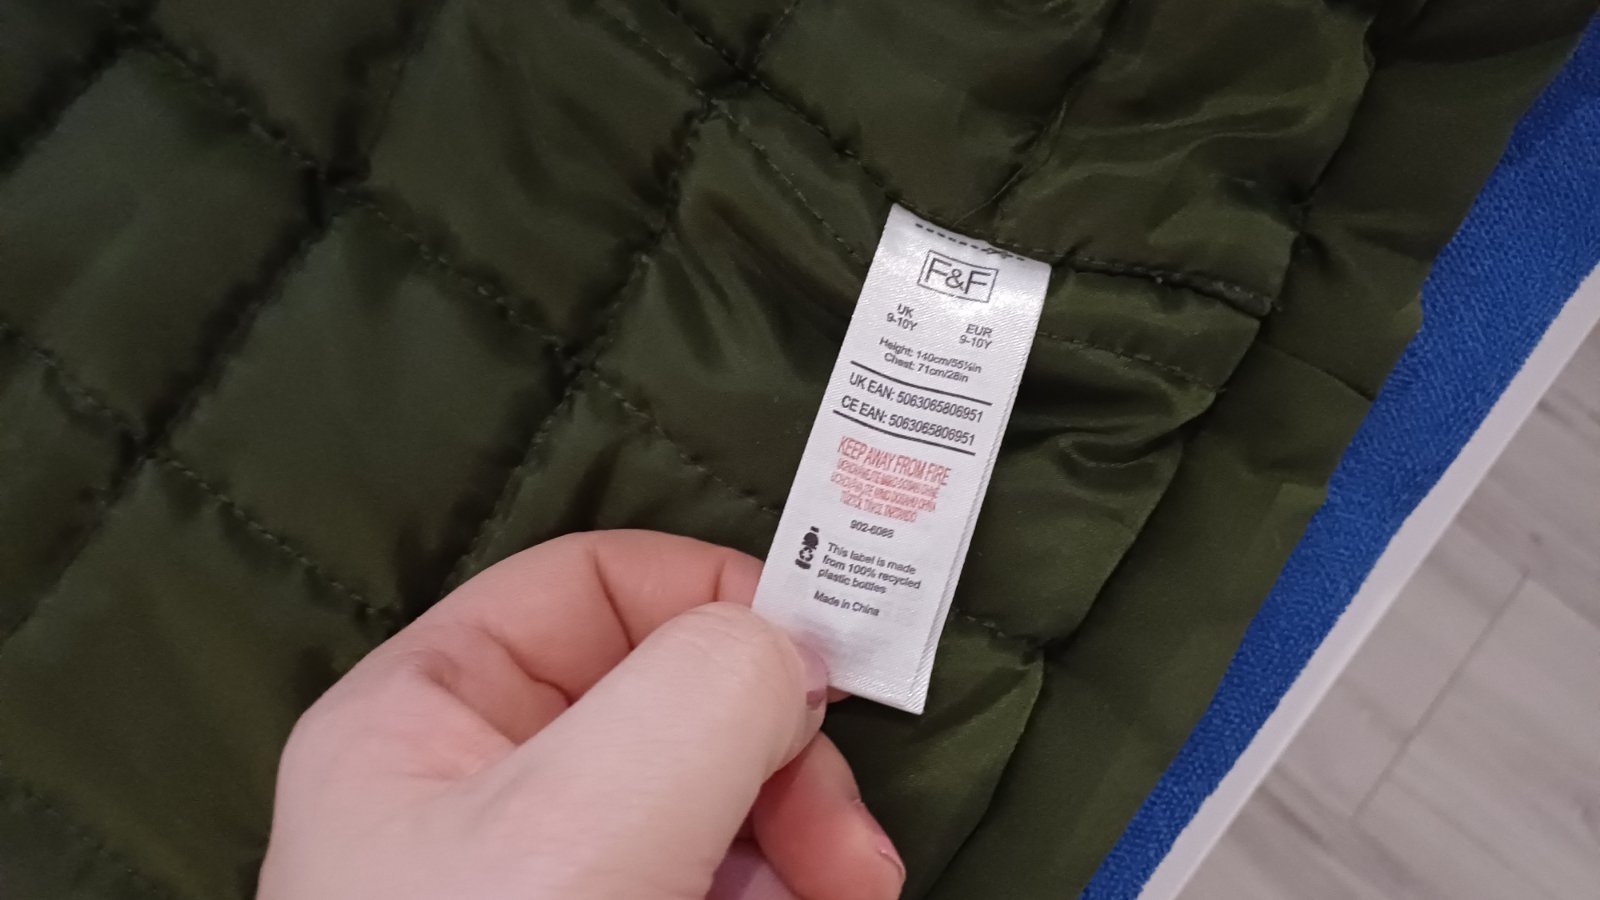 F&F
UK
9-10Y
EUR
9-10Y
Height: 140cm/55¼in
Chest: 71cm/28in
UK EAN: 5063065806951
CE EAN: 5063065806951
KEEP AWAY FROM FIRE
902-6088
This label is made
from 100% recycled
plastic bottles
Made in China